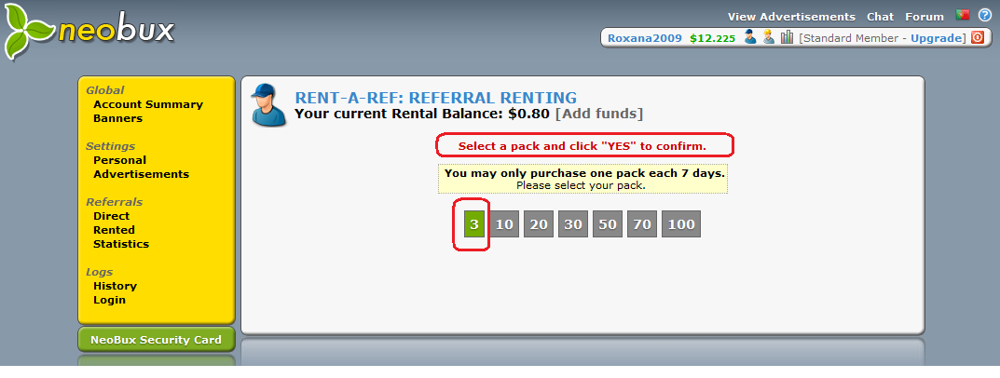 neobux
View Advertisements Chat Forum
Roxana2009 $12.225 [Standard Member - Upgrade]
Global
Account Summary
Banners
Settings
Personal
Advertisements
Referrals
Direct
Rented
Statistics
Logs
History
Login
NeoBux Security Card
RENT-A-REF: REFERRAL RENTING
Your current Rental Balance: $0.80 [Add funds]
Select a pack and click "YES" to confirm.
You may only purchase one pack each 7 days.
Please select your pack.
3 10 20 30 50 70 100